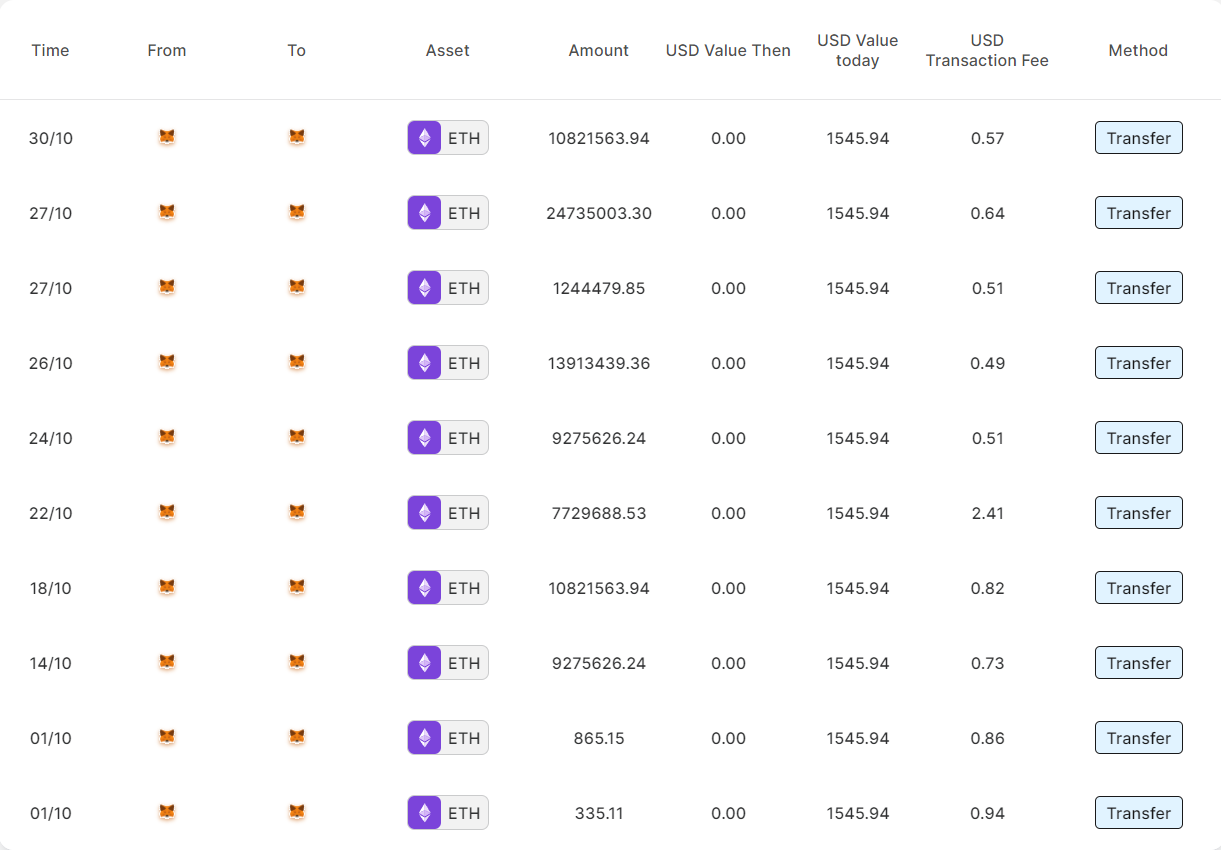 Time From To Asset Amount USD Value Then USD Value today USD Transaction Fee Method
30/10 ETH 10821563.94 0.00 1545.94 0.57 Transfer
27/10 ETH 24735003.30 0.00 1545.94 0.64 Transfer
27/10 ETH 1244479.85 0.00 1545.94 0.51 Transfer
26/10 ETH 13913439.36 0.00 1545.94 0.49 Transfer
24/10 ETH 9275626.24 0.00 1545.94 0.51 Transfer
22/10 ETH 7729688.53 0.00 1545.94 2.41 Transfer
18/10 ETH 10821563.94 0.00 1545.94 0.82 Transfer
14/10 ETH 9275626.24 0.00 1545.94 0.73 Transfer
01/10 ETH 865.15 0.00 1545.94 0.86 Transfer
01/10 ETH 335.11 0.00 1545.94 0.94 Transfer